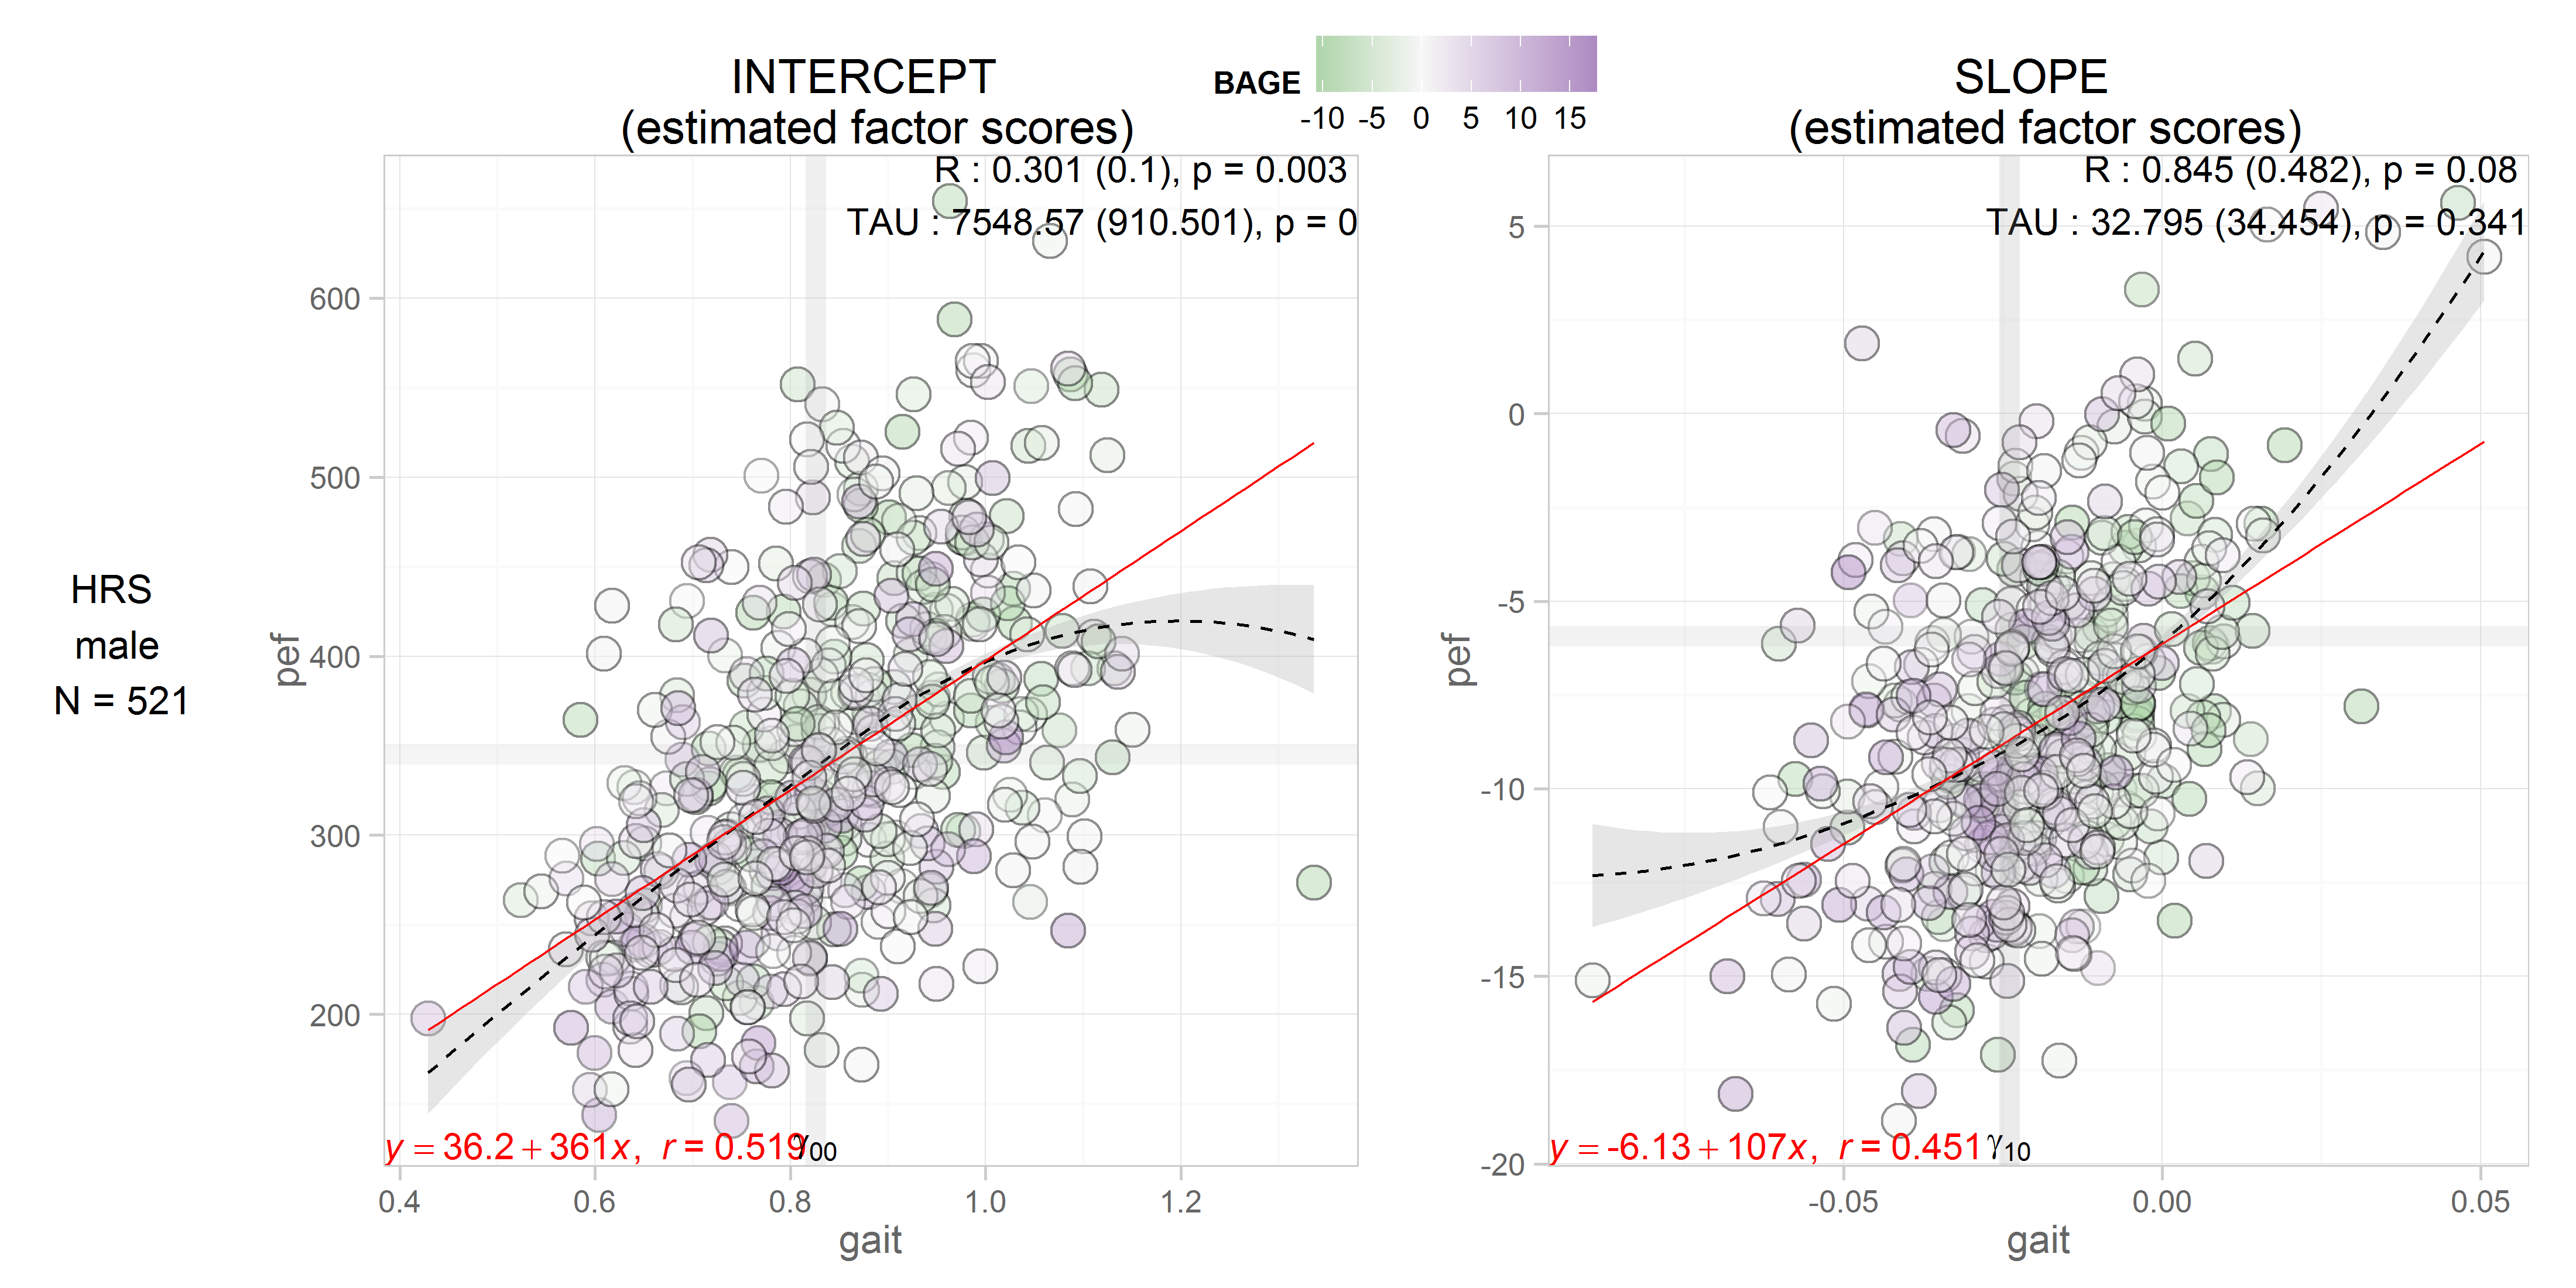 BAGE
-10 -5 0 5 10 15
INTERCEPT
(estimated factor scores)
R : 0.301 (0.1), p = 0.003
TAU : 7548.57 (910.501), p = 0
600
500
400
300
200
pef
y = 36.2 + 361x, r = 0.519
γ00
0.4 0.6 0.8 1.0 1.2
gait
HRS
male
N = 521
SLOPE
(estimated factor scores)
R : 0.845 (0.482), p = 0.08
TAU : 32.795 (34.454), p = 0.341
5
0
-5
-10
-15
-20
pef
y = -6.13 + 107x, r = 0.451
γ10
-0.05 0.00 0.05
gait